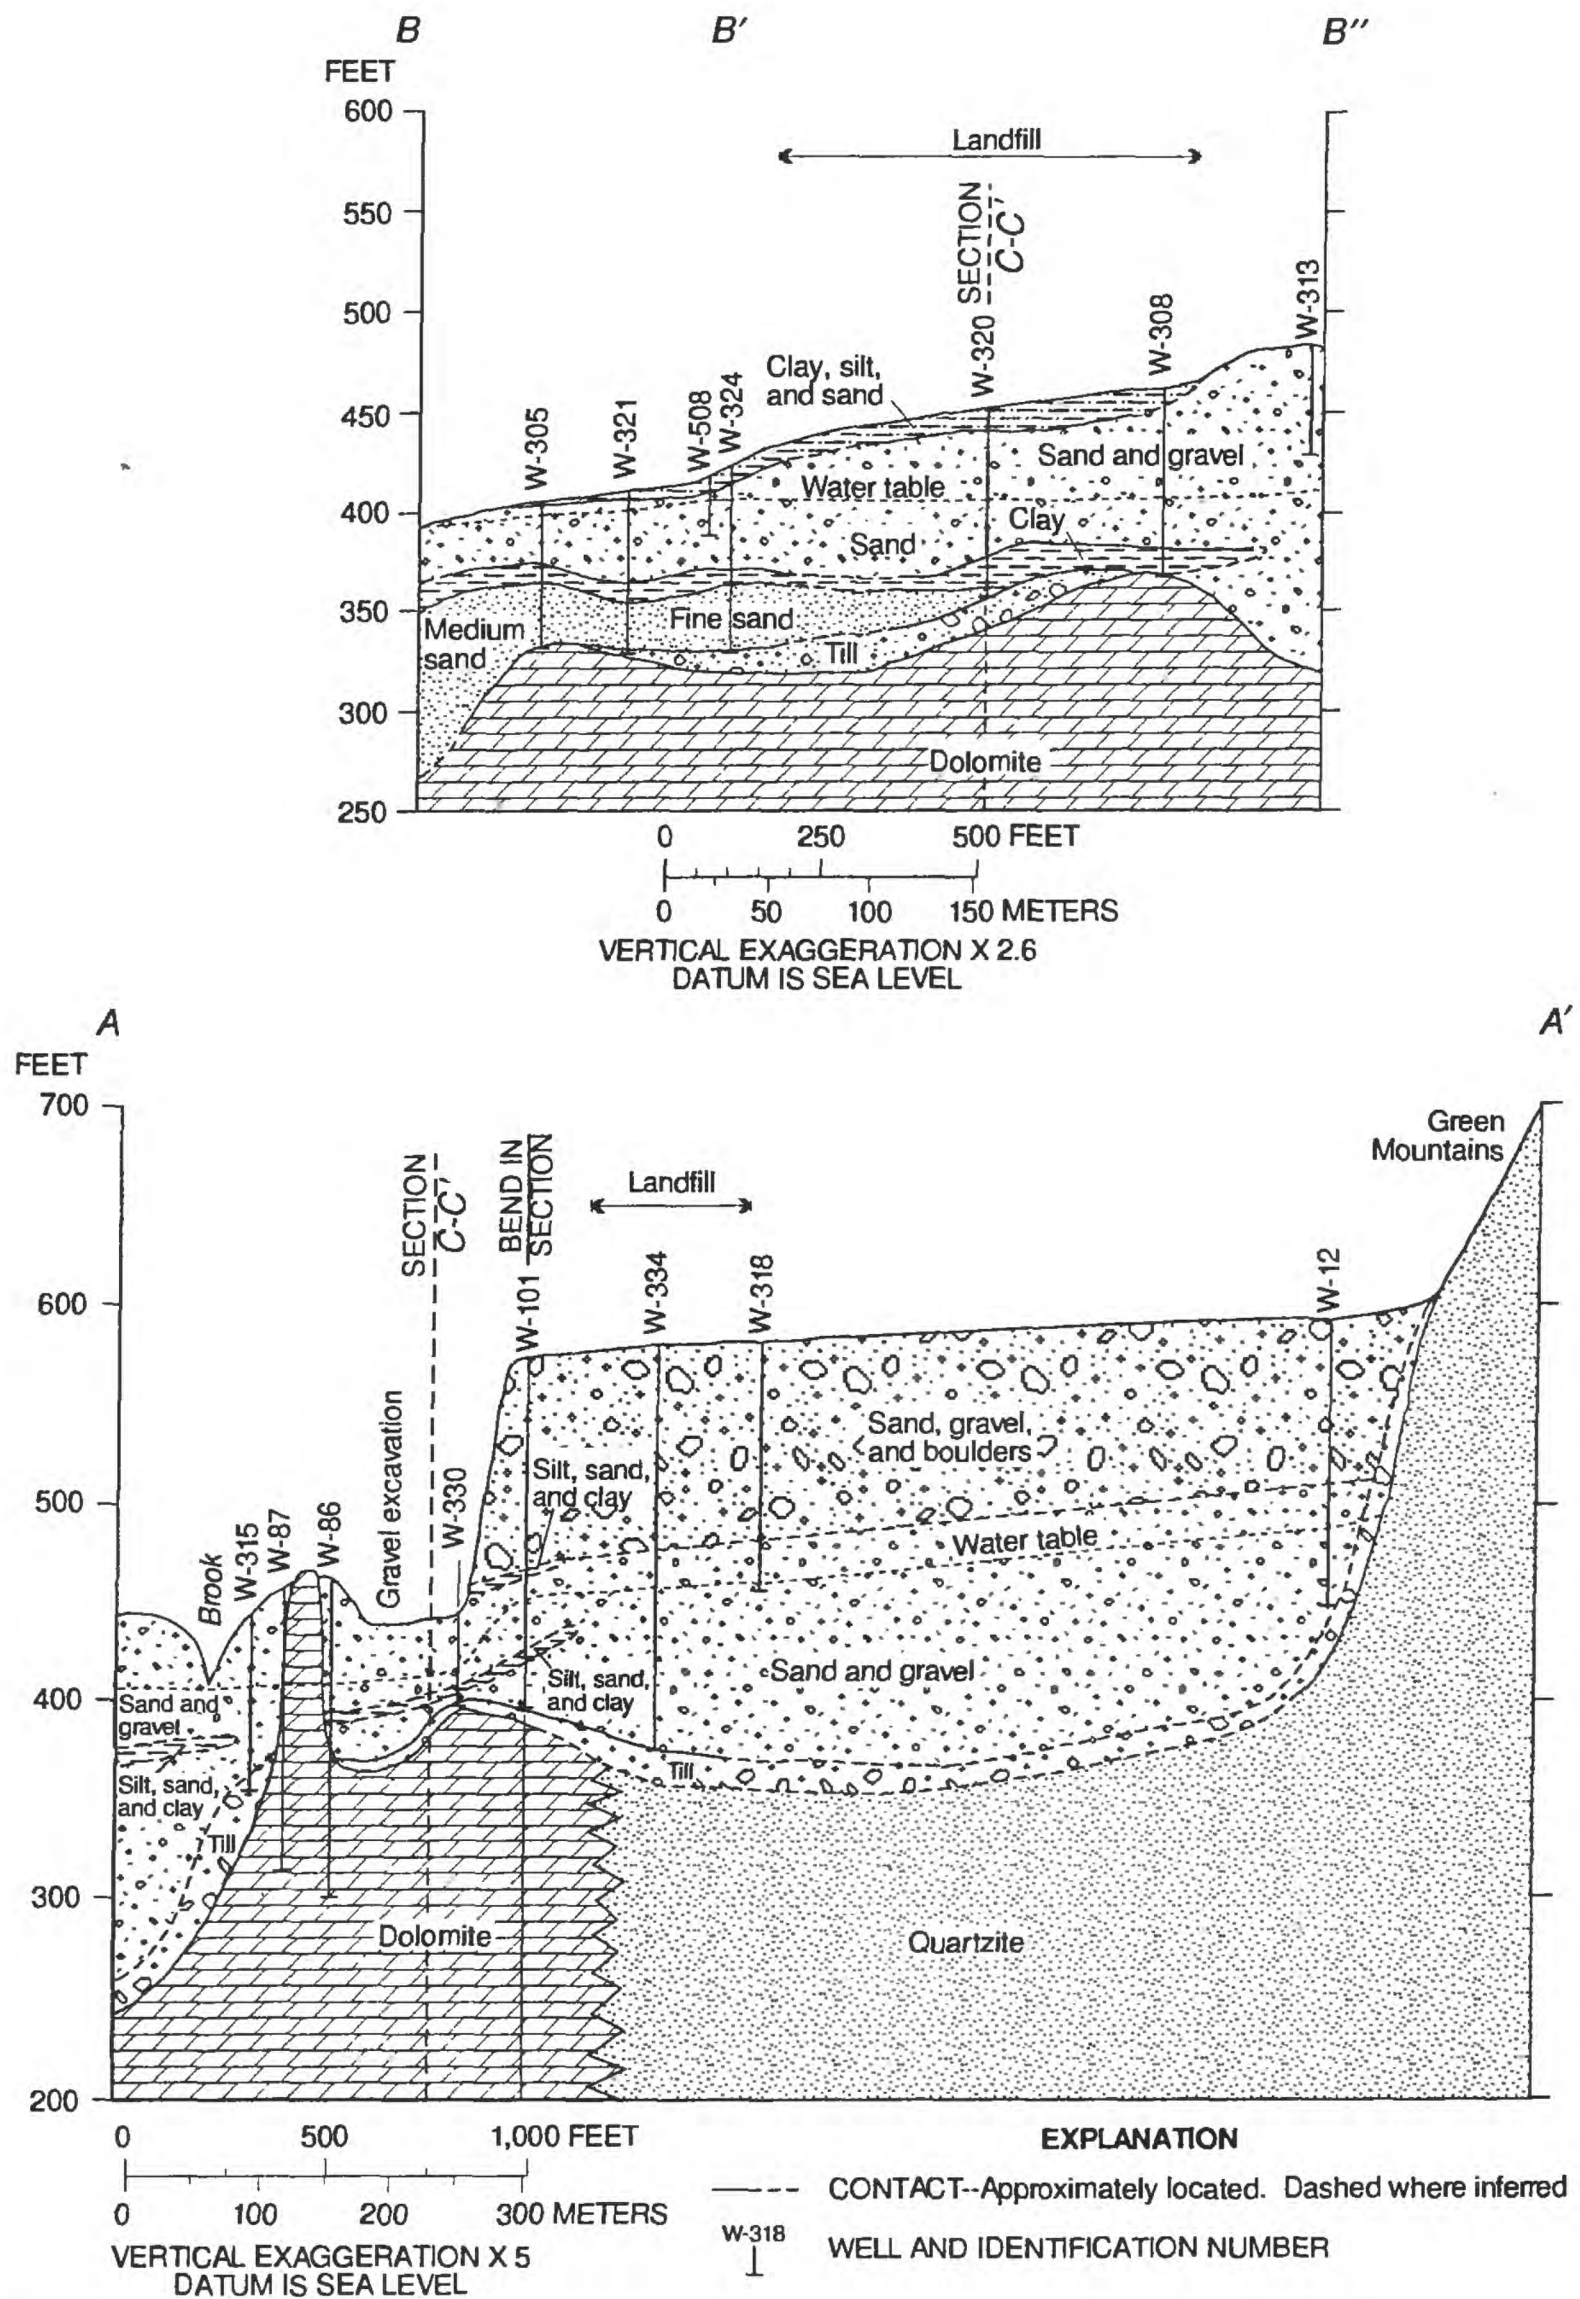 B B' B''
FEET
600
Landfill
550
SECTION
C-C'
500
W-313
W-308
W-320
Clay, silt,
and sand
450
W-305
W-321
W-508
W-324
Sand and gravel
Water table
400
Clay
Sand
350
Medium
sand
Fine sand
Till
300
Dolomite
250
0 250 500 FEET
0 50 100 150 METERS
VERTICAL EXAGGERATION X 2.6
DATUM IS SEA LEVEL
A A'
FEET
700
Green
Mountains
SECTION
C-C'
BEND IN
SECTION
Landfill
600
W-101
W-334
W-318
W-12
Gravel excavation
Sand, gravel,
and boulders
Silt, sand,
and clay
500
W-330
Brook
W-315
W-87
W-86
Water table
400
Sand and
gravel
Silt, sand,
and clay
Sand and gravel
Till
Silt, sand,
and clay
Till
300
Dolomite
Quartzite
200
0 500 1,000 FEET
0 100 200 300 METERS
VERTICAL EXAGGERATION X 5
DATUM IS SEA LEVEL
EXPLANATION
CONTACT--Approximately located. Dashed where inferred
W-318
WELL AND IDENTIFICATION NUMBER